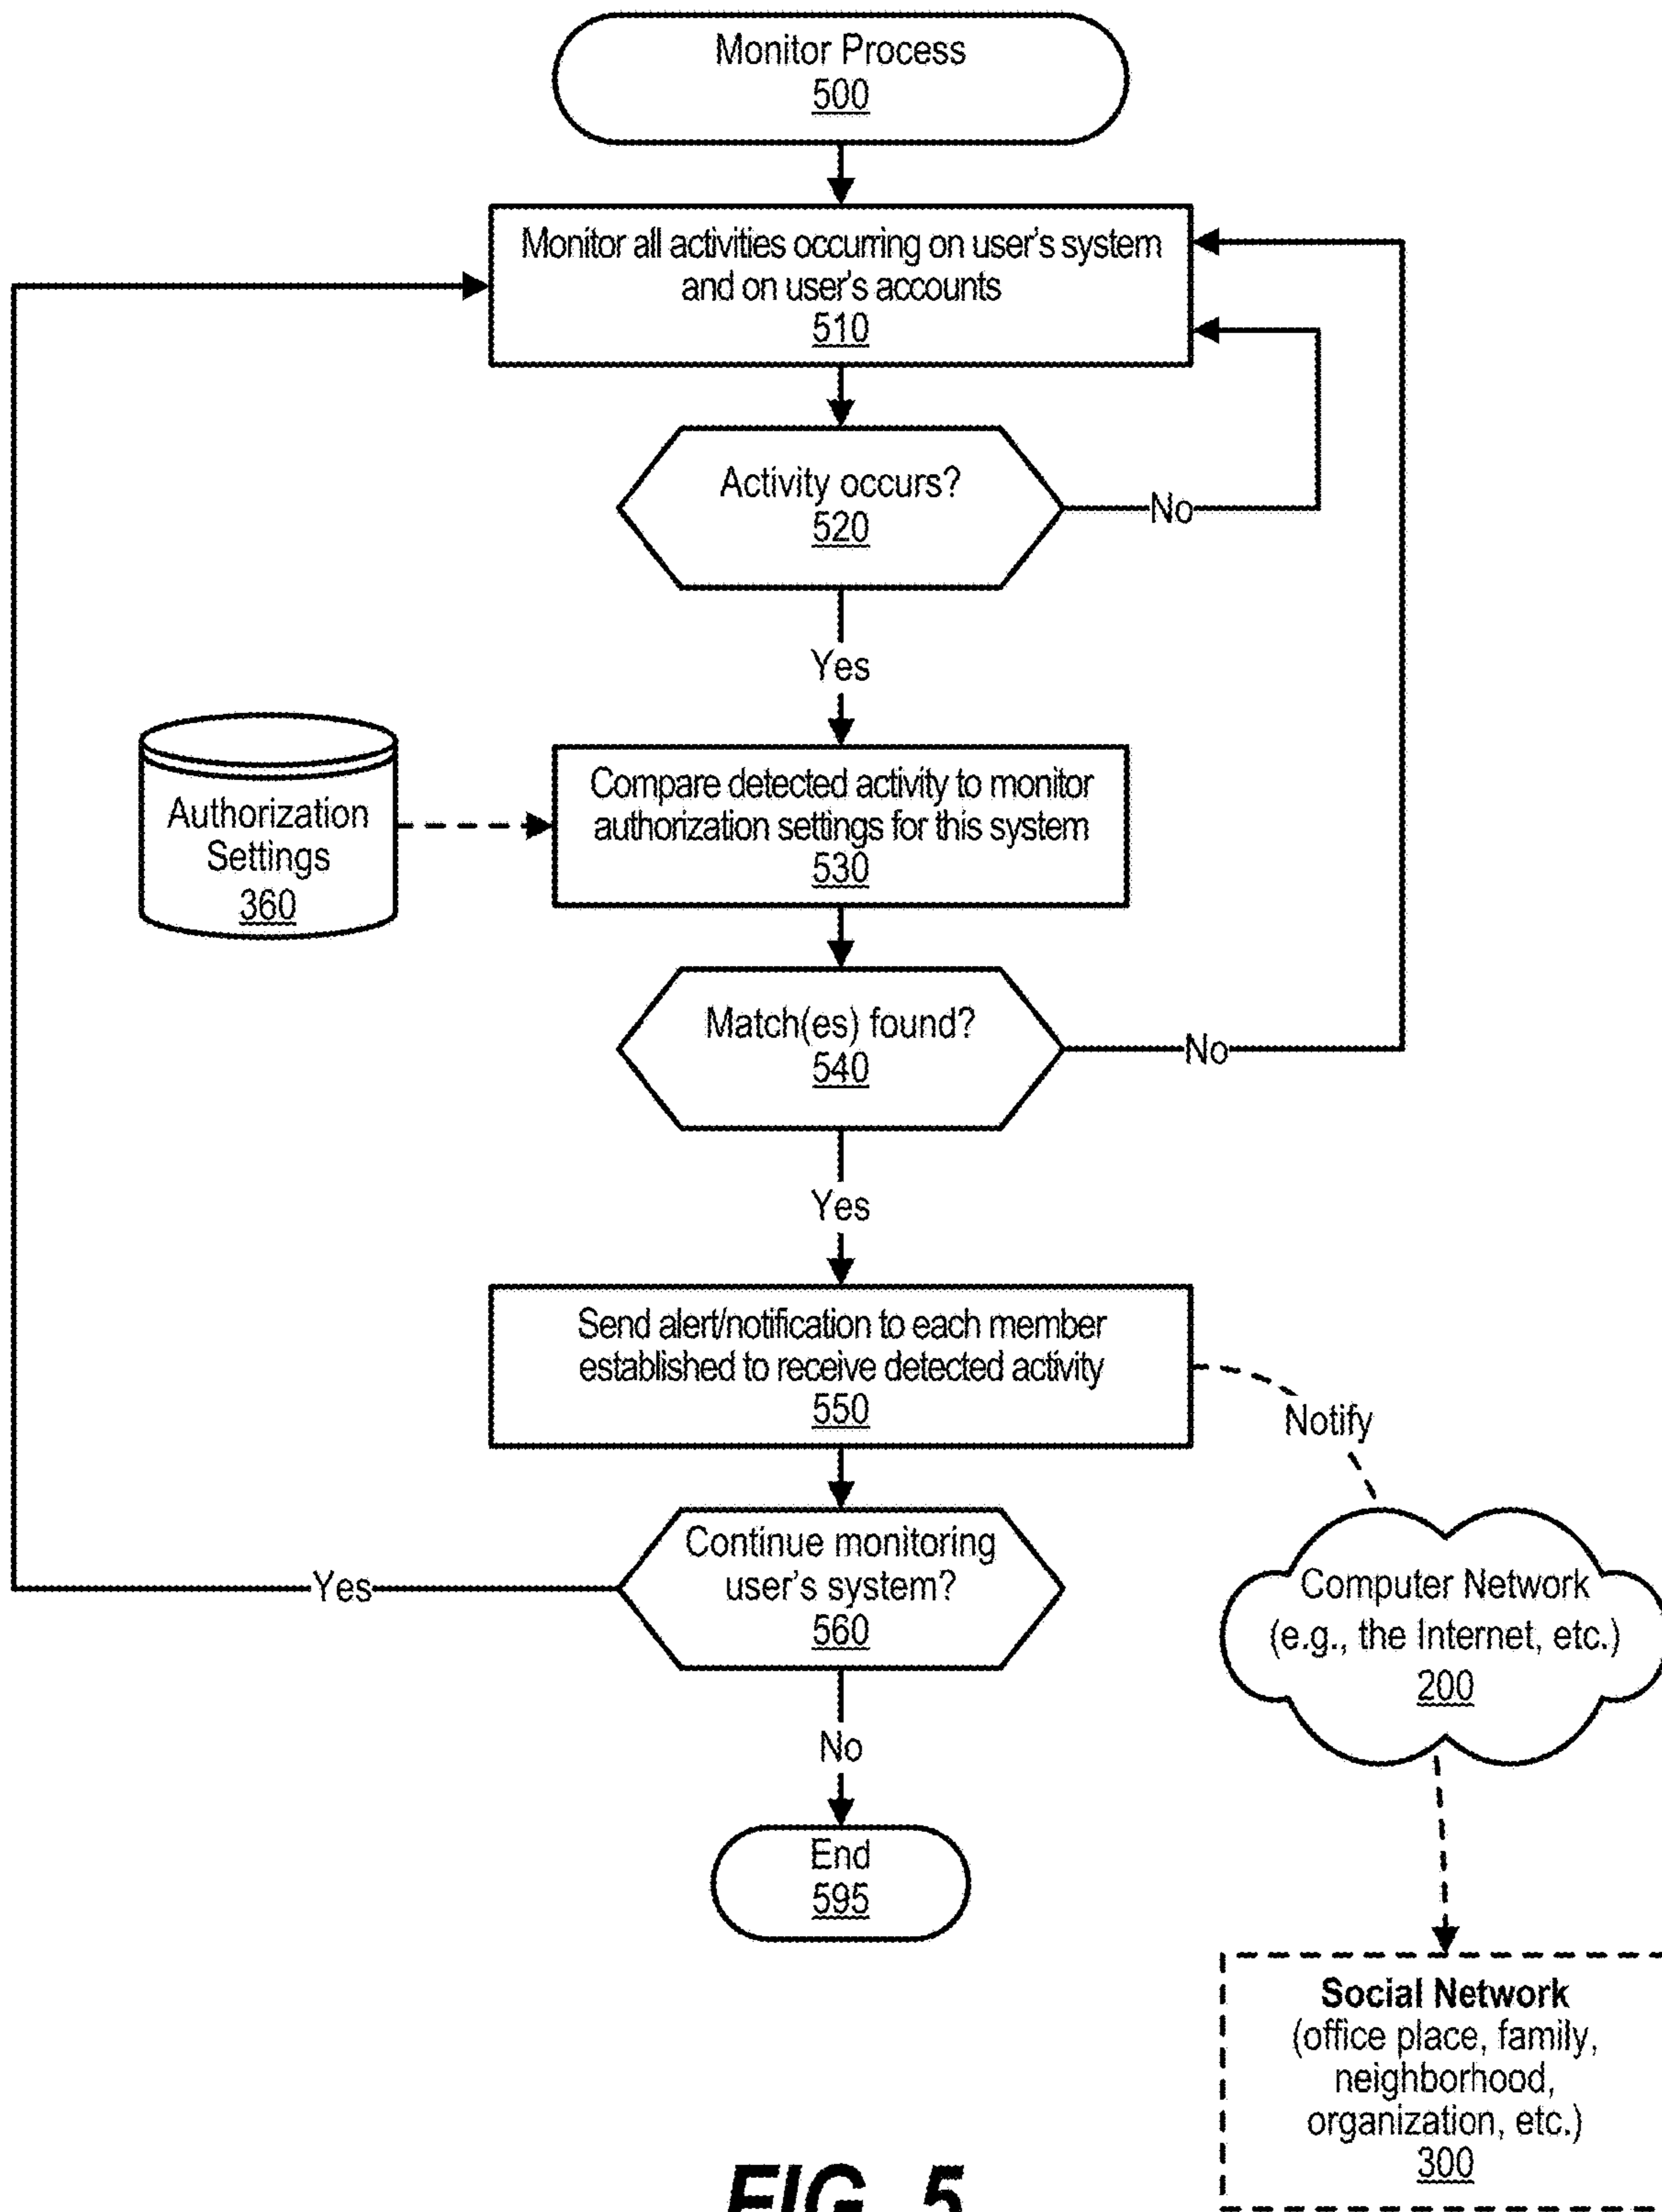 Monitor Process
500
Monitor all activities occurring on user's system
and on user's accounts
510
Activity occurs?
520
No
Yes
Authorization
Settings
360
Compare detected activity to monitor
authorization settings for this system
530
Match(es) found?
540
No
Yes
Send alert/notification to each member
established to receive detected activity
550
Notify
Continue monitoring
user's system?
560
Yes
Computer Network
(e.g., the Internet, etc.)
200
No
End
595
Social Network
(office place, family,
neighborhood,
organization, etc.)
300
FIG. 5